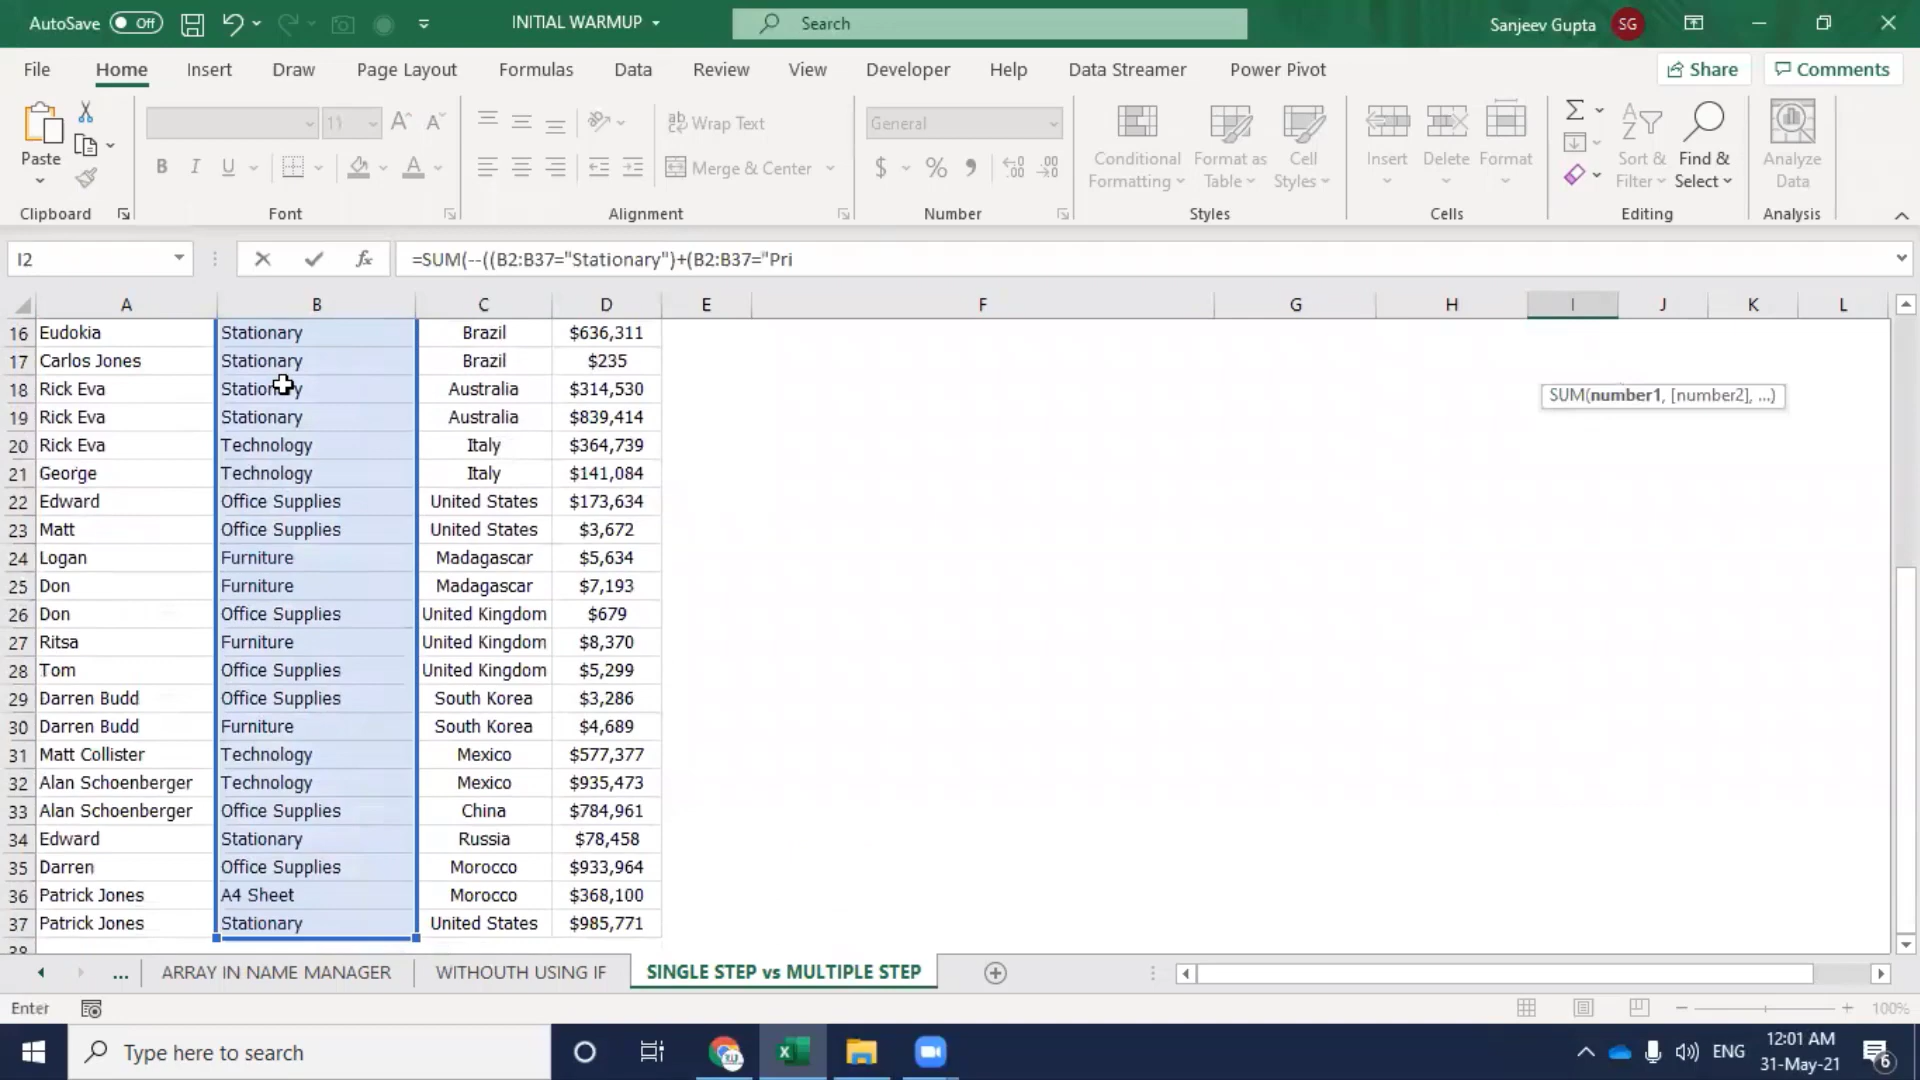 AutoSave Off INITIAL WARMUP Search Sanjeev Gupta SG
File Home Insert Draw Page Layout Formulas Data Review View Developer Help Data Streamer Power Pivot Share Comments
Paste
11
B I U A
ab Wrap Text
Merge & Center
General
$ % ,
Conditional Formatting
Format as Table
Cell Styles
Insert
Delete
Format
Sort & Filter
Find & Select
Analyze Data
Clipboard Font Alignment Number Styles Cells Editing Analysis
I2 fx =SUM(--((B2:B37="Stationary")+(B2:B37="Pri
A B C D E F G H I J K L
16 Eudokia Stationary Brazil $636,311
17 Carlos Jones Stationary Brazil $235
18 Rick Eva Stationary Australia $314,530
SUM(number1, [number2], ...)
19 Rick Eva Stationary Australia $839,414
20 Rick Eva Technology Italy $364,739
21 George Technology Italy $141,084
22 Edward Office Supplies United States $173,634
23 Matt Office Supplies United States $3,672
24 Logan Furniture Madagascar $5,634
25 Don Furniture Madagascar $7,193
26 Don Office Supplies United Kingdom $679
27 Ritsa Furniture United Kingdom $8,370
28 Tom Office Supplies United Kingdom $5,299
29 Darren Budd Office Supplies South Korea $3,286
30 Darren Budd Furniture South Korea $4,689
31 Matt Collister Technology Mexico $577,377
32 Alan Schoenberger Technology Mexico $935,473
33 Alan Schoenberger Office Supplies China $784,961
34 Edward Stationary Russia $78,458
35 Darren Office Supplies Morocco $933,964
36 Patrick Jones A4 Sheet Morocco $368,100
37 Patrick Jones Stationary United States $985,771
38
... ARRAY IN NAME MANAGER WITHOUTH USING IF SINGLE STEP vs MULTIPLE STEP
Enter 100%
Type here to search ENG 12:01 AM
31-May-21 6